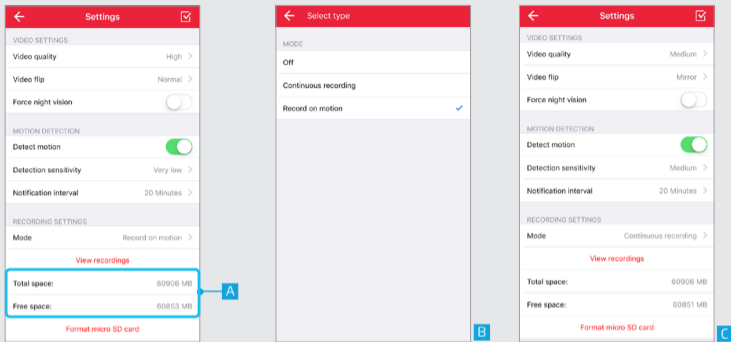 Settings
VIDEO SETTINGS
Video quality High
Video flip Normal
Force night vision
MOTION DETECTION
Detect motion
Detection sensitivity Very low
Notification interval 20 Minutes
RECORDING SETTINGS
Mode Record on motion
View recordings
Total space: 60906 MB
Free space: 60853 MB
Format micro SD card
A
Select type
MODE
Off
Continuous recording
Record on motion
B
Settings
VIDEO SETTINGS
Video quality Medium
Video flip Mirror
Force night vision
MOTION DETECTION
Detect motion
Detection sensitivity Medium
Notification interval 20 Minutes
RECORDING SETTINGS
Mode Continuous recording
View recordings
Total space: 60906 MB
Free space: 60851 MB
Format micro SD card
C